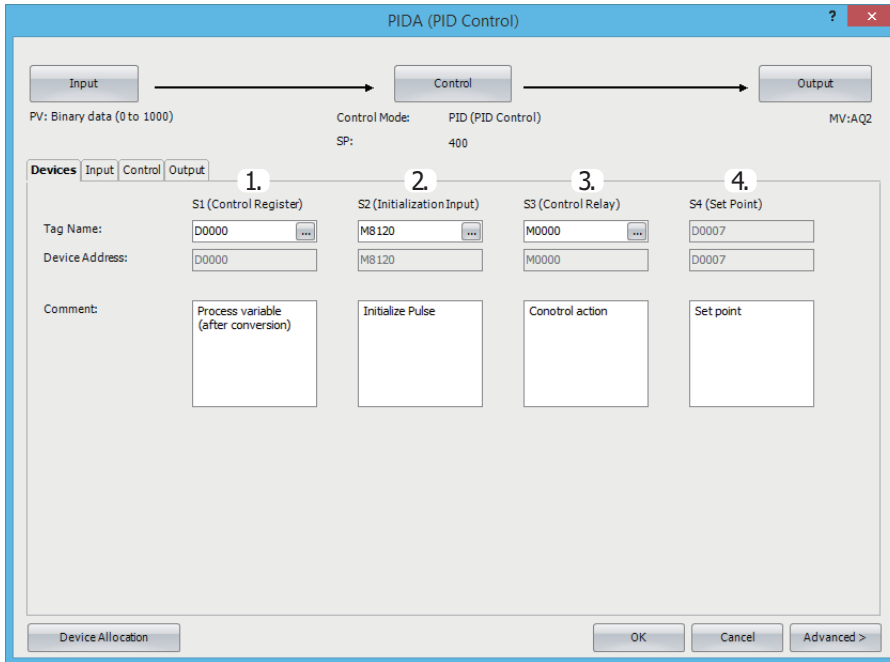 PIDA (PID Control)
?
×
Input
Control
Output
PV: Binary data (0 to 1000)
Control Mode: PID (PID Control)
MV:AQ2
SP: 400
Devices Input Control Output
1. 2. 3. 4.
S1 (Control Register) S2 (Initialization Input) S3 (Control Relay) S4 (Set Point)
Tag Name: D0000 ... M8120 ... M0000 ... D0007
Device Address: D0000 M8120 M0000 D0007
Comment: Process variable Initialize Pulse Conotrol action Set point
(after conversion)
Device Allocation OK Cancel Advanced >